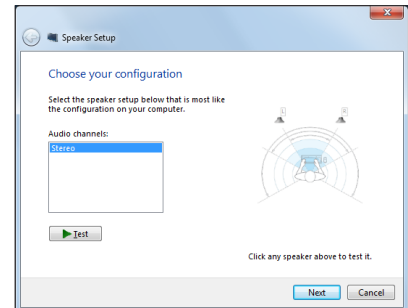 Speaker Setup
Choose your configuration
Select the speaker setup below that is most like
the configuration on your computer.
Audio channels:
Stereo
Test
L
R
Click any speaker above to test it.
Next
Cancel